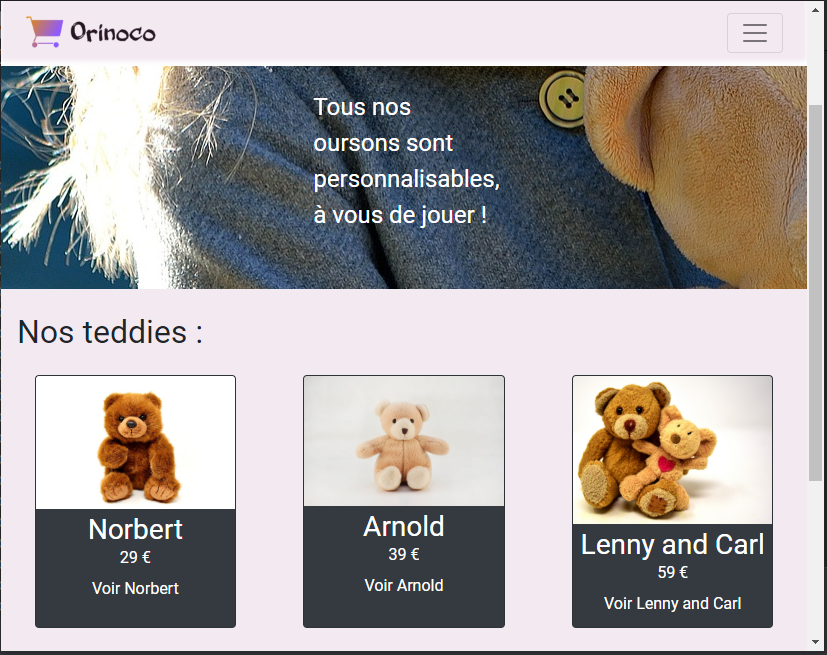 Orinoco
Tous nos
oursons sont
personnalisables,
à vous de jouer !
Nos teddies :
Norbert
29 €
Voir Norbert
Arnold
39 €
Voir Arnold
Lenny and Carl
59 €
Voir Lenny and Carl